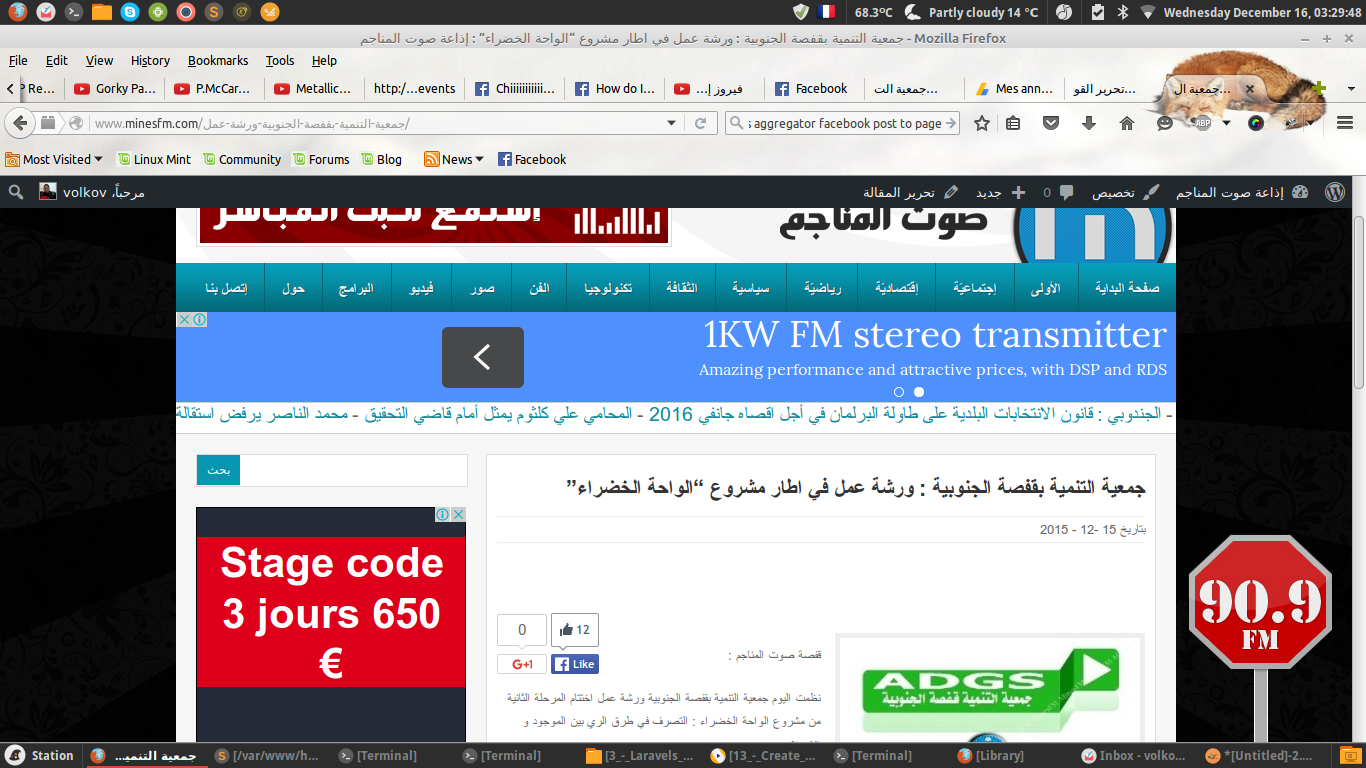 68.3ºC
Partly cloudy 14 °C
Wednesday December 16, 03:29:48
جمعية التنمية بقفصة الجنوبية : ورشة عمل في اطار مشروع “الواحة الخضراء” : إذاعة صوت المناجم - Mozilla Firefox
File Edit View History Bookmarks Tools Help
P Re...
Gorky Pa...
P.McCar...
Metallic...
http:/...events
Chiiiiiiiiiiii...
How do I...
فيروز إ...
Facebook
جمعية الت...
Mes ann...
تحرير القو...
جمعية ال...
www.minesfm.com/جمعية-التنمية-بقفصة-الجنوبية-ورشة-عمل/
s aggregator facebook post to page
ABP
Most Visited Linux Mint Community Forums Blog News Facebook
إذاعة صوت المناجم
تخصيص
0
جديد
تحرير المقالة
مرحباً، volkov
صوت المناجم
إستمع للبث المباشر
صفحة البداية
الأولى
إجتماعيّة
إقتصاديّة
رياضيّة
سياسية
الثقافة
تكنولوجيا
الفن
صور
فيديو
البرامج
حول
إتصل بنا
1KW FM stereo transmitter
Amazing performance and attractive prices, with DSP and RDS
- الجندوبي : قانون الانتخابات البلدية على طاولة البرلمان في أجل اقصاه جانفي 2016 - المحامي علي كلثوم يمثل أمام قاضي التحقيق - محمد الناصر يرفض استقالة
بحث
جمعية التنمية بقفصة الجنوبية : ورشة عمل في اطار مشروع “الواحة الخضراء”
بتاريخ 15 -12 - 2015
Stage code
3 jours 650
€
90.9
FM
0
12
G+1
Like
قفصة صوت المناجم :
ADGS
جمعية التنمية قفصة الجنوبية
نظمت اليوم جمعية التنمية بقفصة الجنوبية ورشة عمل اختتام المرحلة الثانية
من مشروع الواحة الخضراء : التصرف في طرق الري بين الموجود و
Station
جمعية التنمي...
[/var/www/h...
[Terminal]
[Terminal]
[3_-_Laravels_...
[13_-_Create_...
[Terminal]
[Library]
Inbox - volko...
*[Untitled]-2....